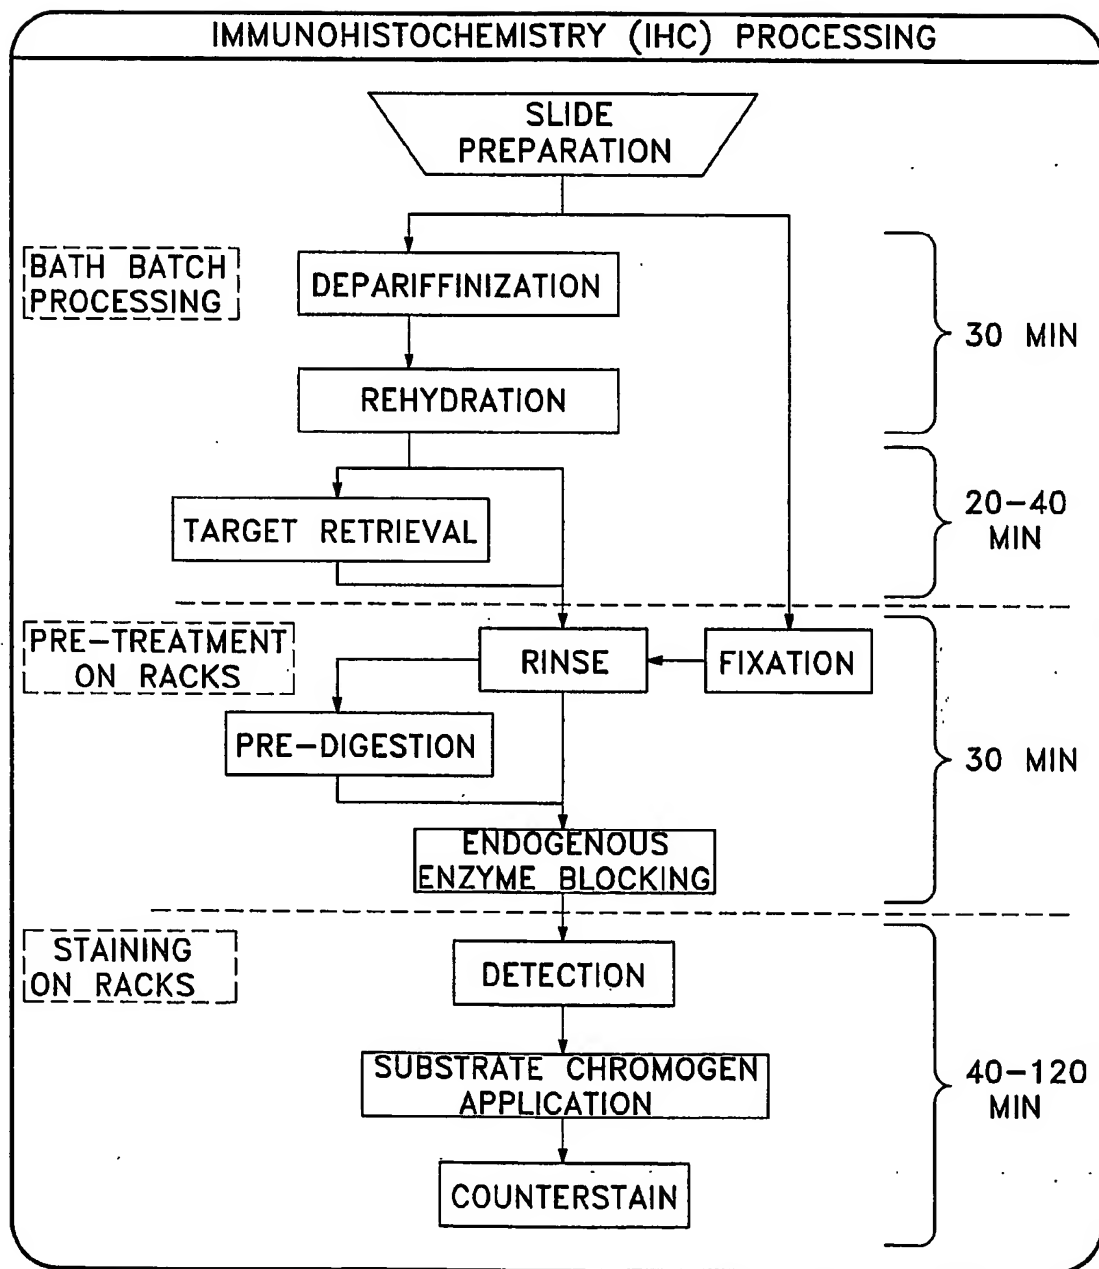 IMMUNOHISTOCHEMISTRY (IHC) PROCESSING
SLIDE
PREPARATION
BATH BATCH
PROCESSING
DEPARIFFINIZATION
30 MIN
REHYDRATION
TARGET RETRIEVAL
20-40
MIN
PRE-TREATMENT
ON RACKS
RINSE
FIXATION
PRE-DIGESTION
30 MIN
ENDOGENOUS
ENZYME BLOCKING
STAINING
ON RACKS
DETECTION
SUBSTRATE CHROMOGEN
APPLICATION
40-120
MIN
COUNTERSTAIN